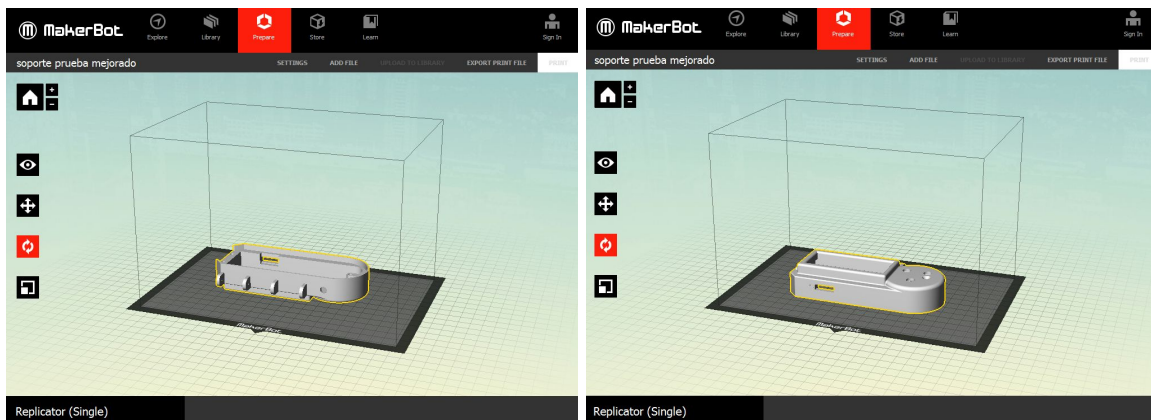 MakerBot
Explore Library Prepare Store Learn Sign In
soporte prueba mejorado SETTINGS ADD FILE UPLOAD TO LIBRARY EXPORT PRINT FILE PRINT
MakerBot
Replicator (Single)
MakerBot
Explore Library Prepare Store Learn Sign In
soporte prueba mejorado SETTINGS ADD FILE UPLOAD TO LIBRARY EXPORT PRINT FILE PRINT
MakerBot
Replicator (Single)